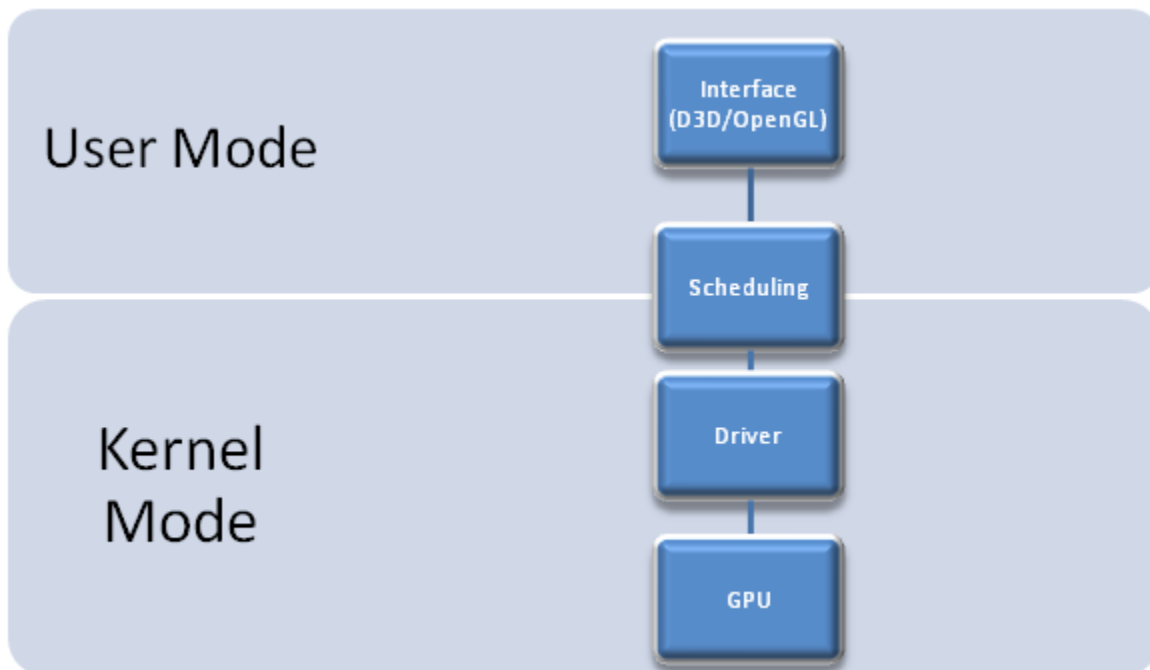 User Mode
Interface
(D3D/OpenGL)
Scheduling
Kernel
Mode
Driver
GPU